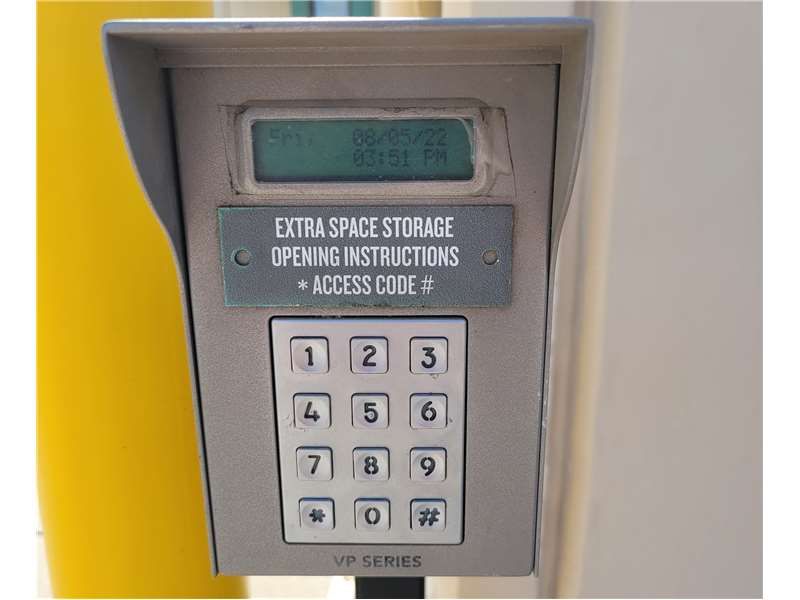 Fri. 08/05/22
03:51 PM
EXTRA SPACE STORAGE
OPENING INSTRUCTIONS
* ACCESS CODE #
1 2 3
4 5 6
7 8 9
* 0 #
VP SERIES